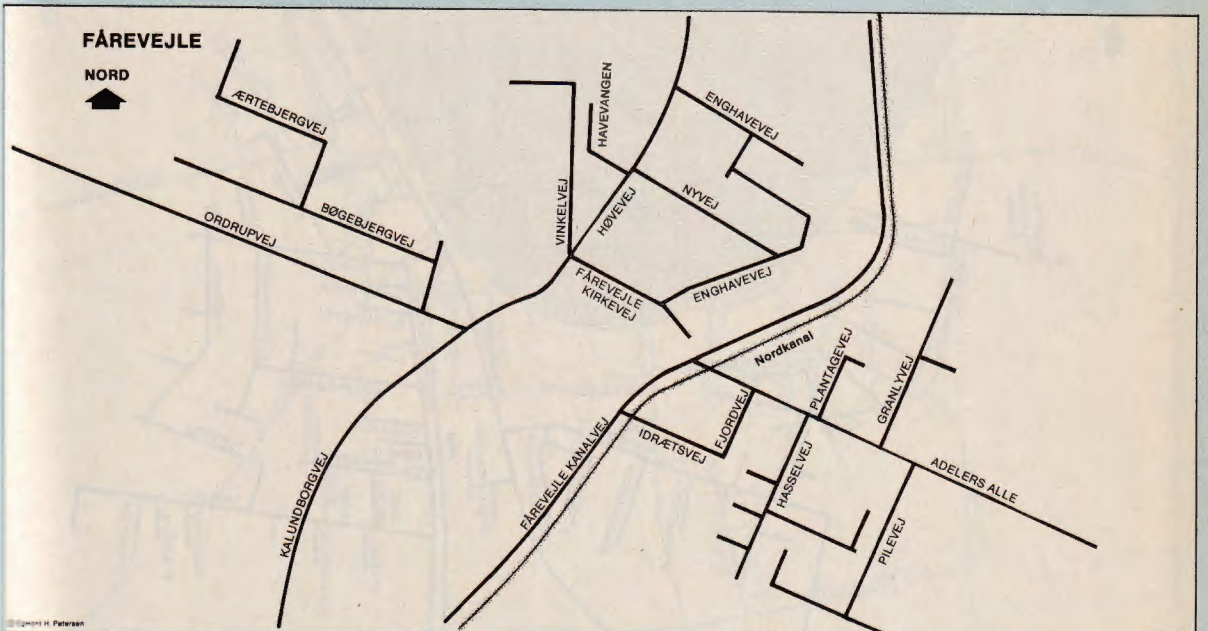 FÅREVEJLE
NORD
ÆRTEBJERGVEJ
BØGEBJERGVEJ
ORDRUPVEJ
VINKELVEJ
HAVEVANGEN
HØVEVEJ
ENGHAVEVEJ
NYVEJ
FÅREVEJLE
KIRKEVEJ
ENGHAVEVEJ
Nordkanal
PLANTAGEVEJ
GRANLYVEJ
FJORDVEJ
IDRÆTSVEJ
FÅREVEJLE KANALVEJ
KALUNDBORGVEJ
HASSELVEJ
ADELERS ALLE
PILEVEJ
H. Petersen